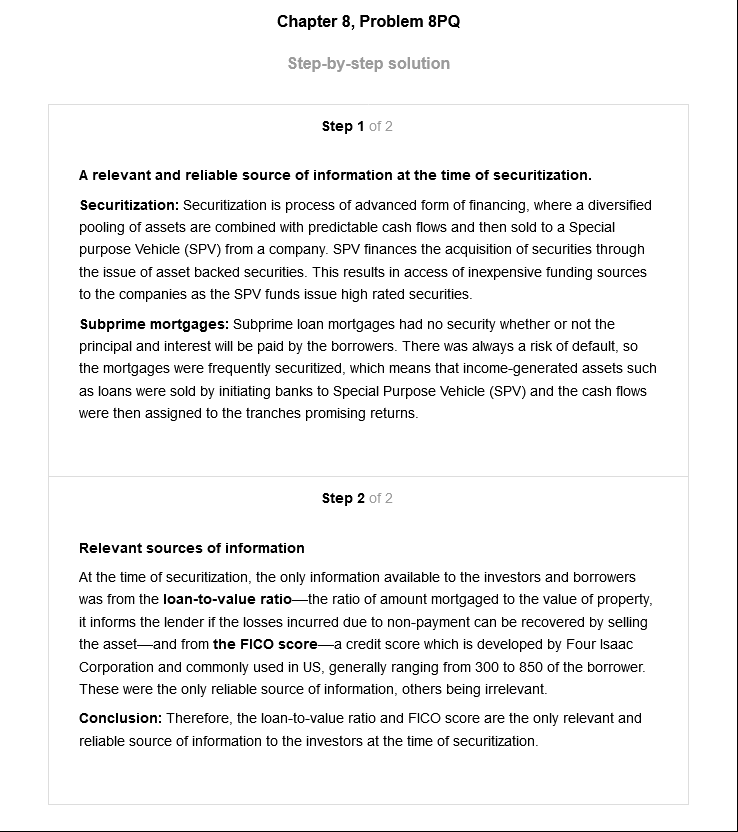 Chapter 8, Problem 8PQ
Step-by-step solution
Step 1 of 2
A relevant and reliable source of information at the time of securitization.
Securitization: Securitization is process of advanced form of financing, where a diversified
pooling of assets are combined with predictable cash flows and then sold to a Special
purpose Vehicle (SPV) from a company. SPV finances the acquisition of securities through
the issue of asset backed securities. This results in access of inexpensive funding sources
to the companies as the SPV funds issue high rated securities.
Subprime mortgages: Subprime loan mortgages had no security whether or not the
principal and interest will be paid by the borrowers. There was always a risk of default, so
the mortgages were frequently securitized, which means that income-generated assets such
as loans were sold by initiating banks to Special Purpose Vehicle (SPV) and the cash flows
were then assigned to the tranches promising returns.
Step 2 of 2
Relevant sources of information
At the time of securitization, the only information available to the investors and borrowers
was from the loan-to-value ratio—the ratio of amount mortgaged to the value of property,
it informs the lender if the losses incurred due to non-payment can be recovered by selling
the asset—and from the FICO score—a credit score which is developed by Four Isaac
Corporation and commonly used in US, generally ranging from 300 to 850 of the borrower.
These were the only reliable source of information, others being irrelevant.
Conclusion: Therefore, the loan-to-value ratio and FICO score are the only relevant and
reliable source of information to the investors at the time of securitization.